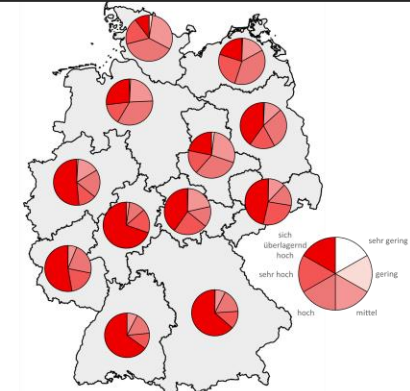 sich
überlagernd
hoch
sehr gering
sehr hoch
gering
hoch
mittel